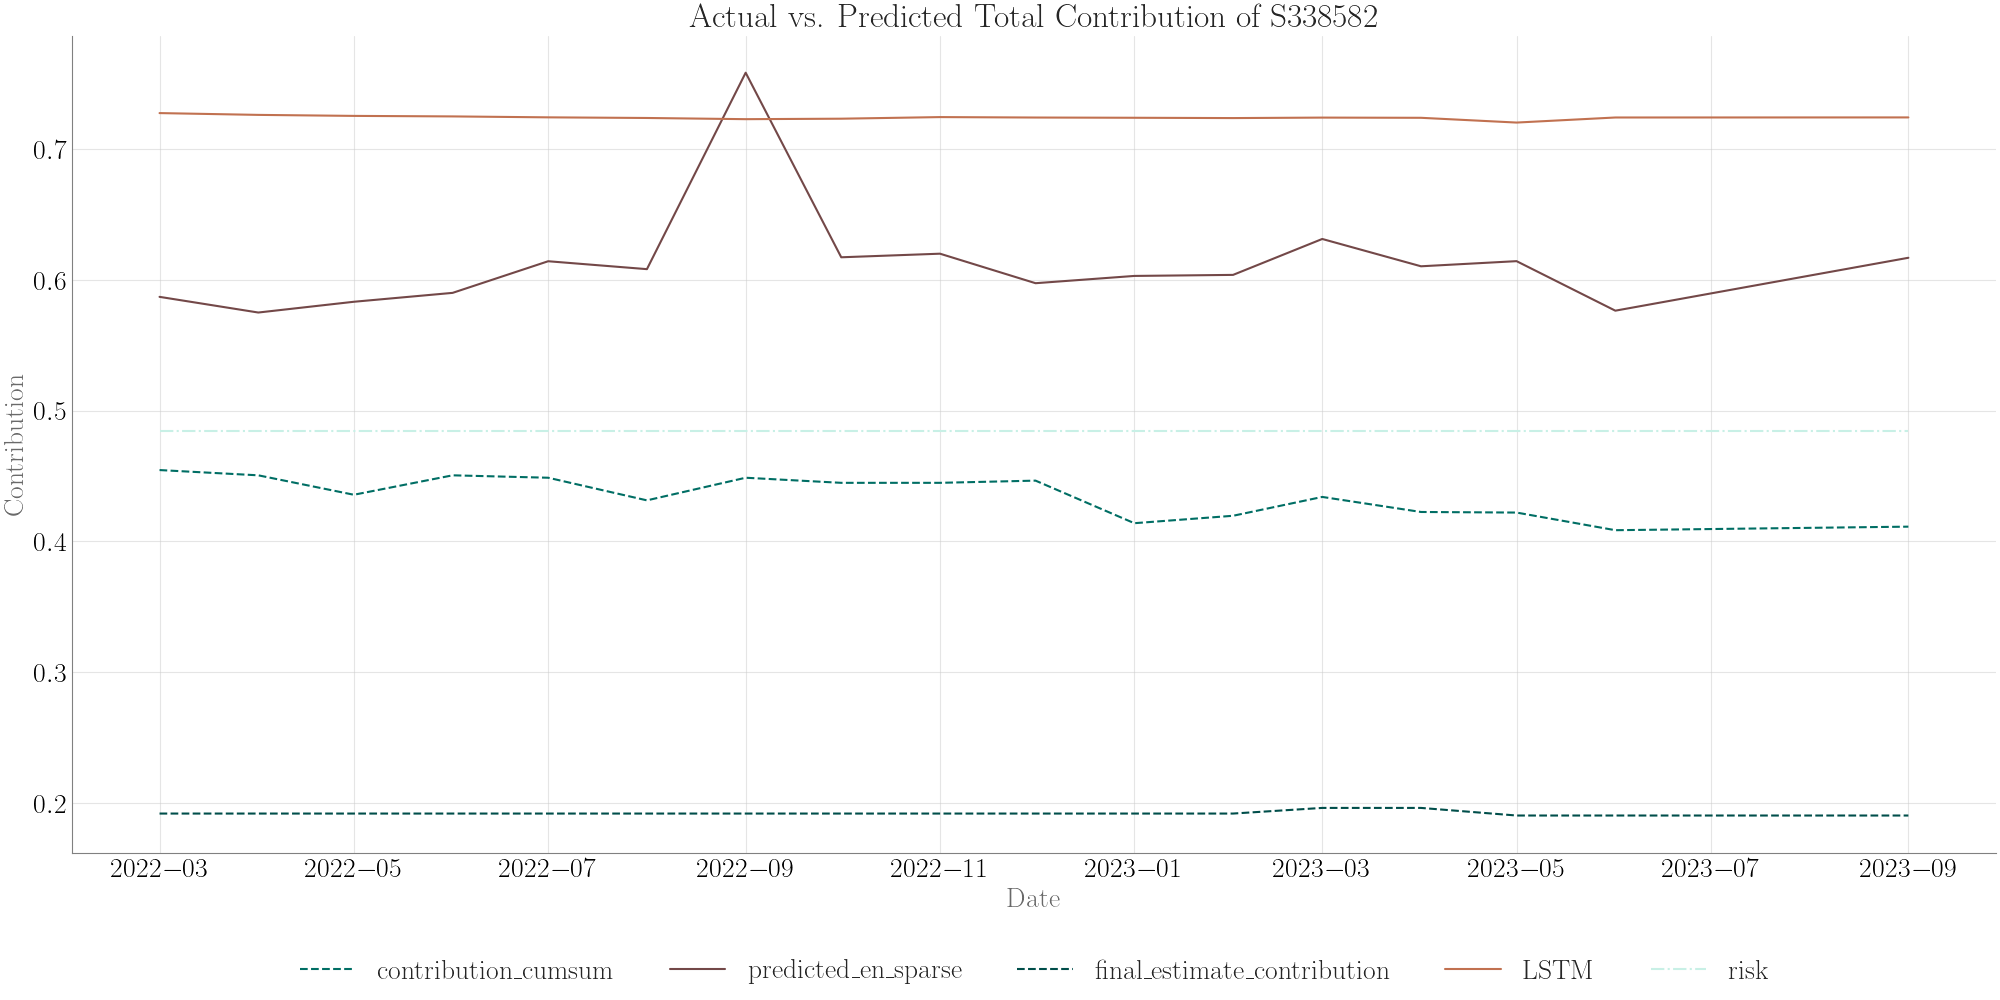 Actual vs. Predicted Total Contribution of S338582
Contribution
0.7
0.6
0.5
0.4
0.3
0.2
2022−03 2022−05 2022−07 2022−09 2022−11 2023−01 2023−03 2023−05 2023−07 2023−09
Date
contribution_cumsum predicted_en_sparse final_estimate_contribution LSTM risk